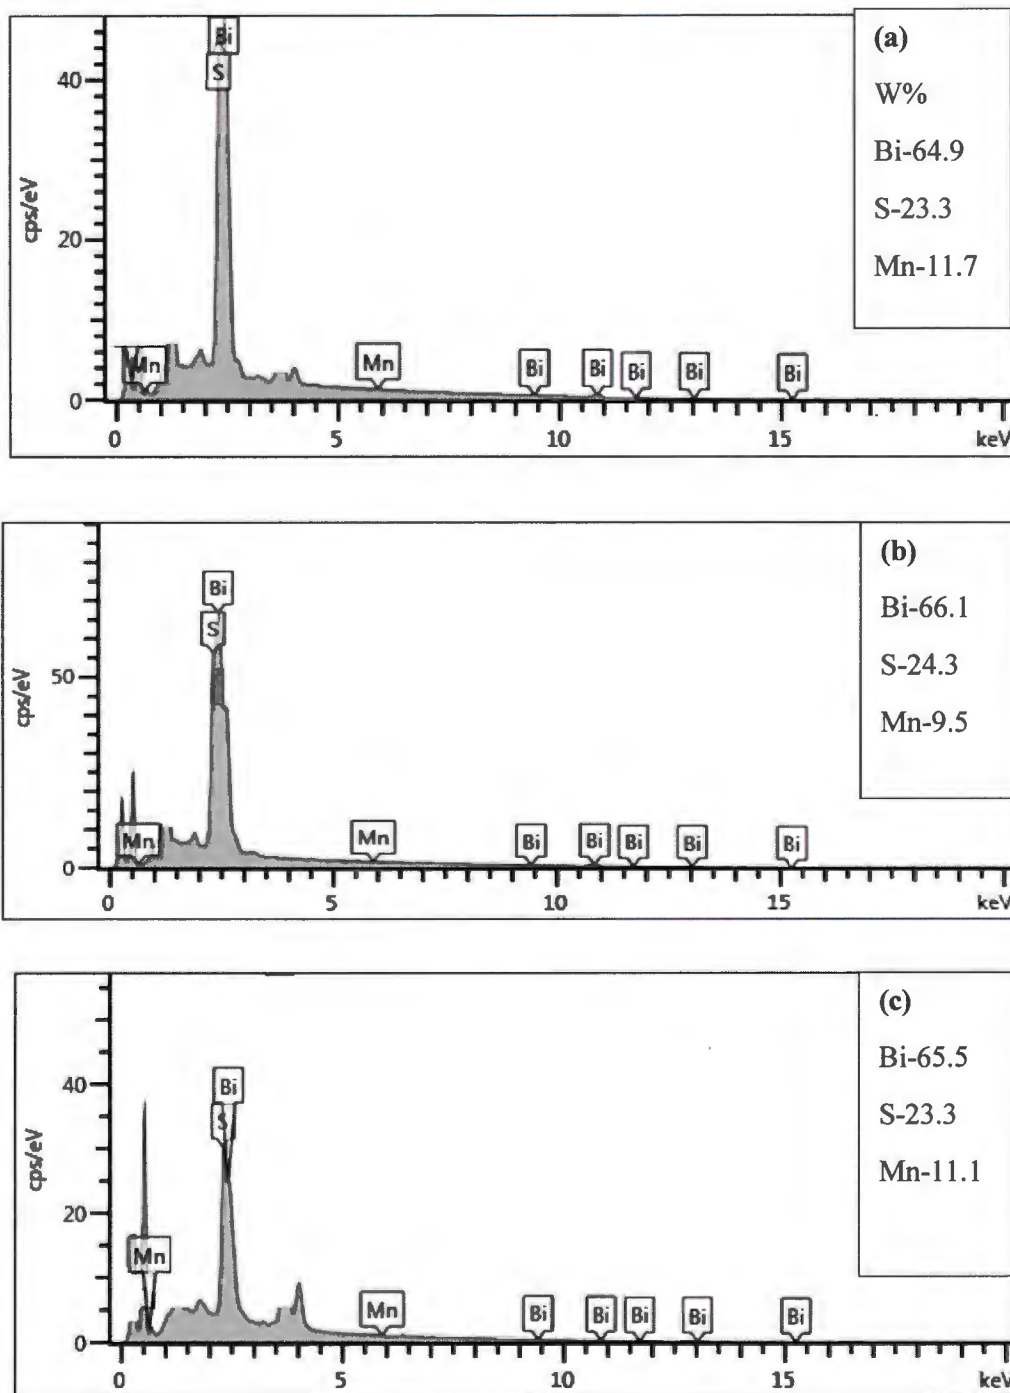 (a)
W%
Bi-64.9
S-23.3
Mn-11.7
cps/eV
40
20
0
Bi
S
Mn
Mn
Bi
Bi
Bi
Bi
Bi
0
5
10
15
keV
(b)
Bi-66.1
S-24.3
Mn-9.5
cps/eV
50
0
Bi
S
Mn
Mn
Bi
Bi
Bi
Bi
Bi
0
5
10
15
keV
(c)
Bi-65.5
S-23.3
Mn-11.1
cps/eV
40
20
0
Bi
S
Mn
Mn
Bi
Bi
Bi
Bi
Bi
0
5
10
15
keV